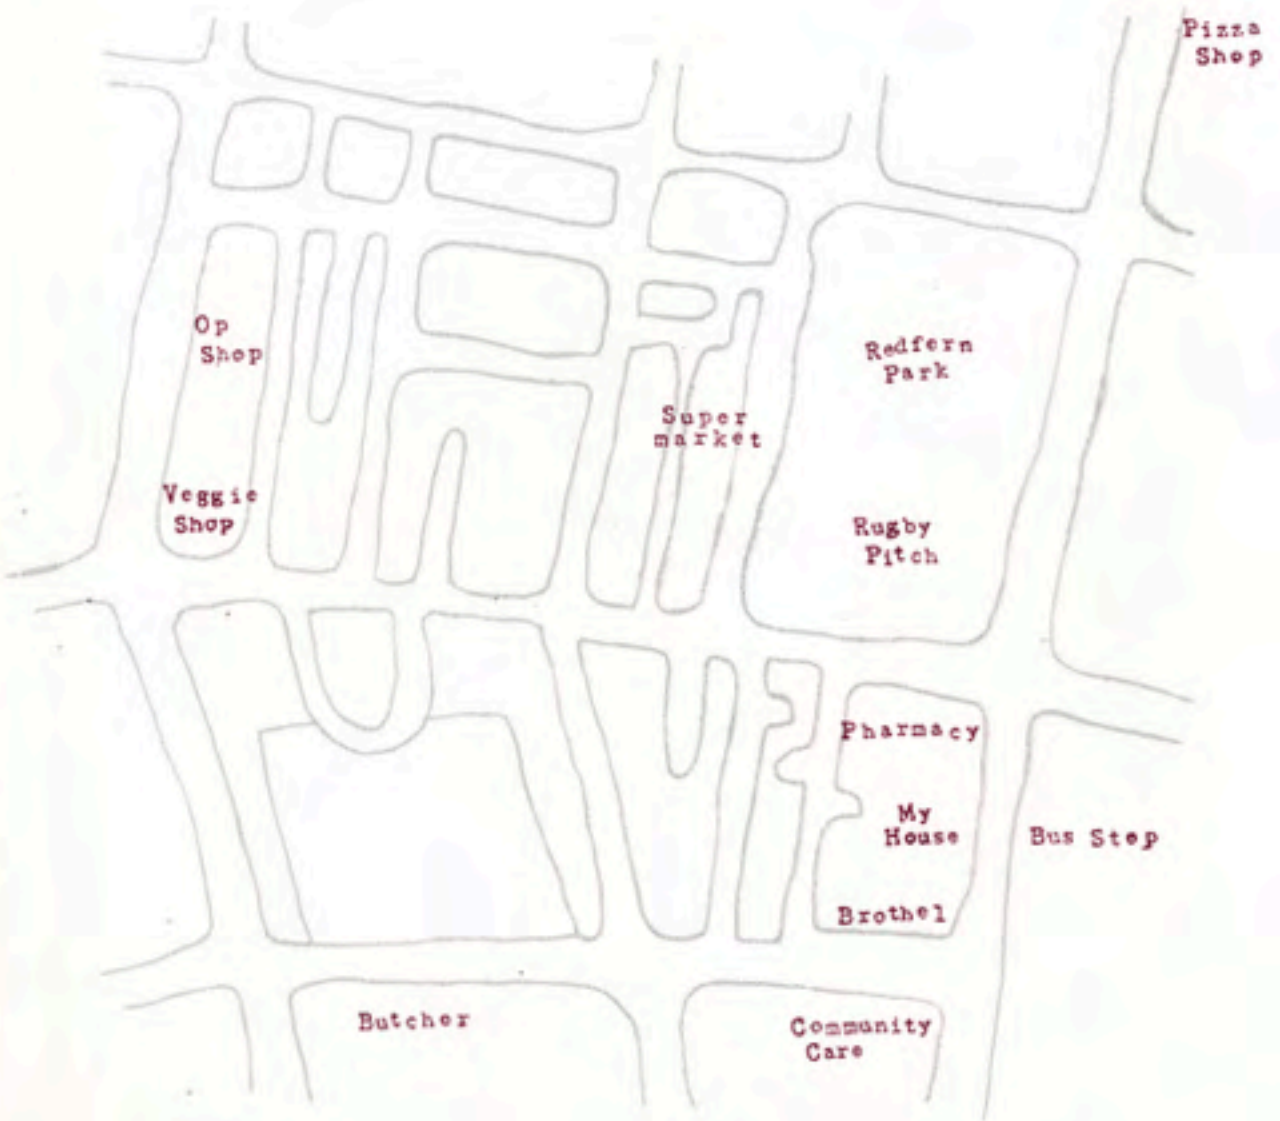 Pizza
Shop
Op
Shop
Redfern
Park
Super
market
Veggie
Shop
Rugby
Pitch
Pharmacy
My
House
Bus Stop
Brothel
Butcher
Community
Care